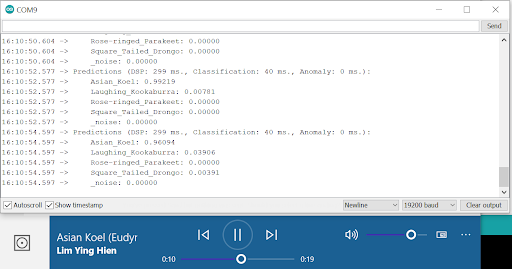 COM9
Send
16:10:50.604 -> Rose-ringed_Parakeet: 0.00000
16:10:50.604 -> Square_Tailed_Drongo: 0.00000
16:10:50.604 -> _noise: 0.00000
16:10:52.577 -> Predictions (DSP: 299 ms., Classification: 40 ms., Anomaly: 0 ms.):
16:10:52.577 -> Asian_Koel: 0.99219
16:10:52.577 -> Laughing_Kookaburra: 0.00781
16:10:52.577 -> Rose-ringed_Parakeet: 0.00000
16:10:52.577 -> Square_Tailed_Drongo: 0.00000
16:10:52.577 -> _noise: 0.00000
16:10:54.597 -> Predictions (DSP: 299 ms., Classification: 40 ms., Anomaly: 0 ms.):
16:10:54.597 -> Asian_Koel: 0.96094
16:10:54.597 -> Laughing_Kookaburra: 0.03906
16:10:54.597 -> Rose-ringed_Parakeet: 0.00000
16:10:54.597 -> Square_Tailed_Drongo: 0.00391
16:10:54.597 -> _noise: 0.00000
Autoscroll Show timestamp Newline 19200 baud Clear output
Asian Koel (Eudyr
Lim Ying Hien
0:10 0:19